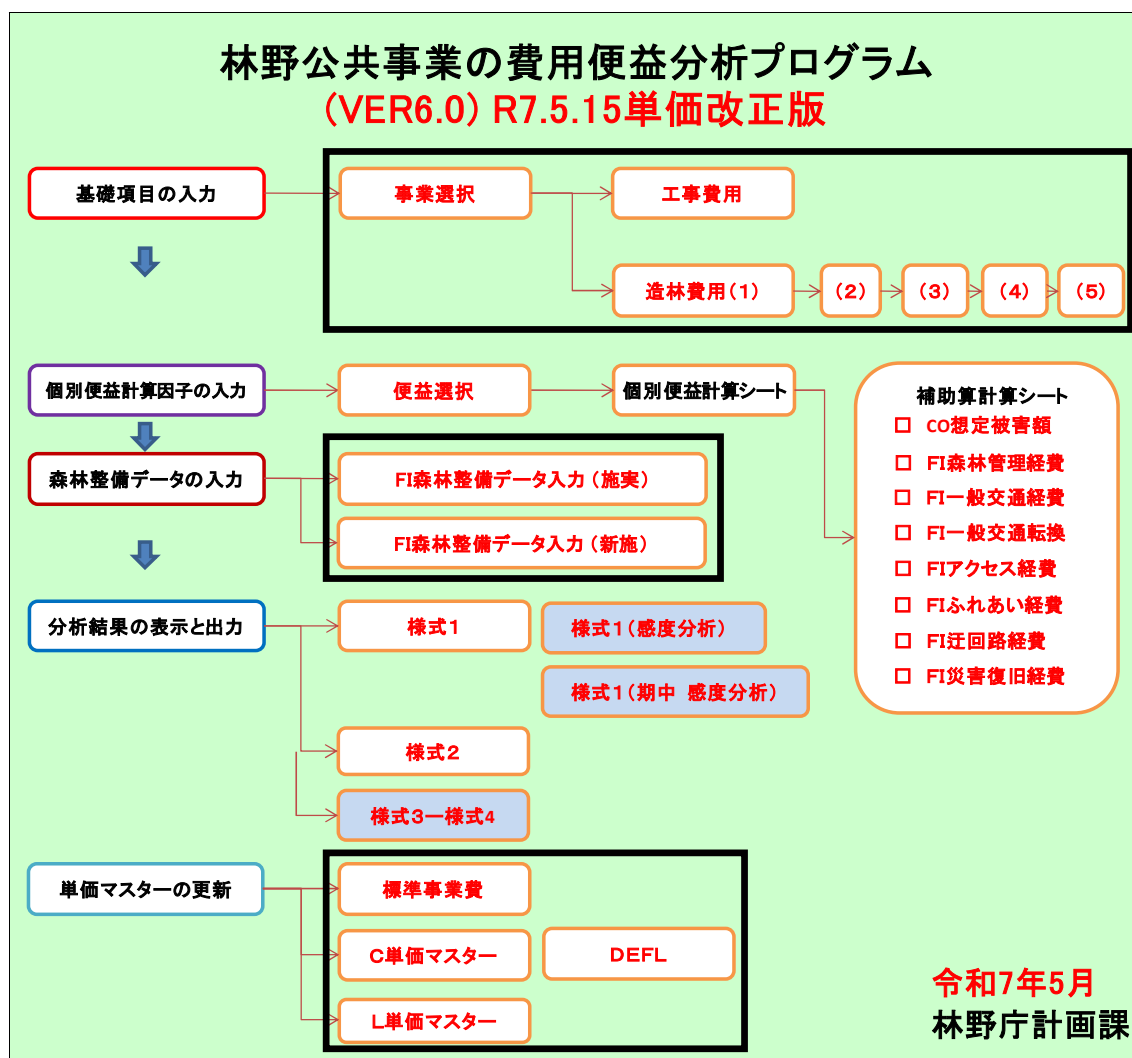 林野公共事業の費用便益分析プログラム
(VER6.0) R7.5.15単価改正版
基礎項目の入力
事業選択
工事費用
造林費用(1)
(2)
(3)
(4)
(5)
個別便益計算因子の入力
便益選択
個別便益計算シート
補助算計算シート
□ CO想定被害額
□ FI森林管理経費
□ FI一般交通経費
□ FI一般交通転換
□ FIアクセス経費
□ FIふれあい経費
□ FI迂回路経費
□ FI災害復旧経費
森林整備データの入力
FI森林整備データ入力(施実)
FI森林整備データ入力(新施)
分析結果の表示と出力
様式1
様式1(感度分析)
様式1(期中 感度分析)
様式2
様式3ー様式4
単価マスターの更新
標準事業費
C単価マスター
DEFL
L単価マスター
令和7年5月
林野庁計画課